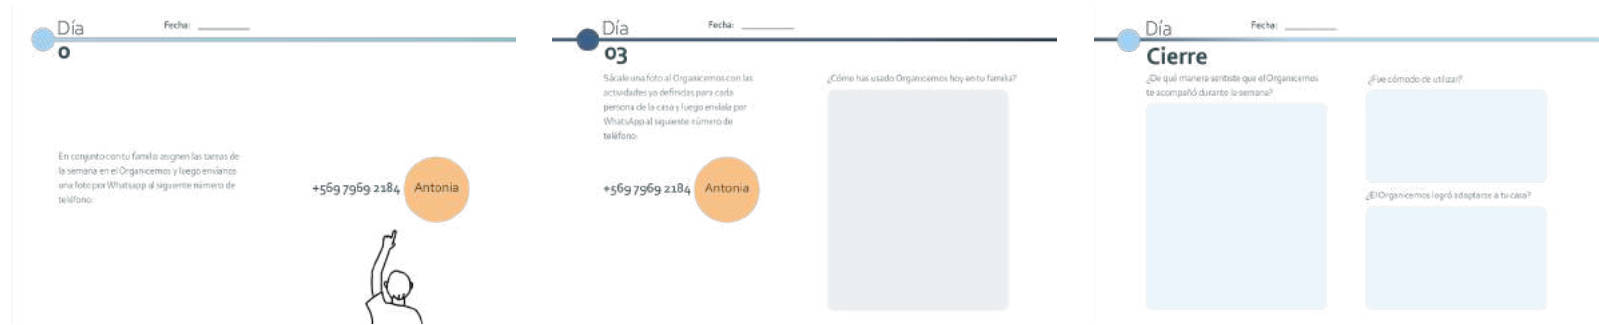 Día
Fecha:
0
En conjunto con tu familia asignen las tareas de
la semana en el Organicemos y luego envíanos
una foto por Whatsapp al siguiente número de
teléfono:
+569 7969 2184
Antonia
Día
Fecha:
03
Sácale una foto al Organicemos con las
actividades ya definidas para cada
persona de la casa y luego envíala por
WhatsApp al siguiente número de
teléfono:
+569 7969 2184
Antonia
¿Cómo has usado Organicemos hoy en tu familia?
Día
Fecha:
Cierre
¿De qué manera sentiste que el Organicemos
te acompañó durante la semana?
¿Fue cómodo de utilizar?
¿El Organicemos logró adaptarse a tu casa?